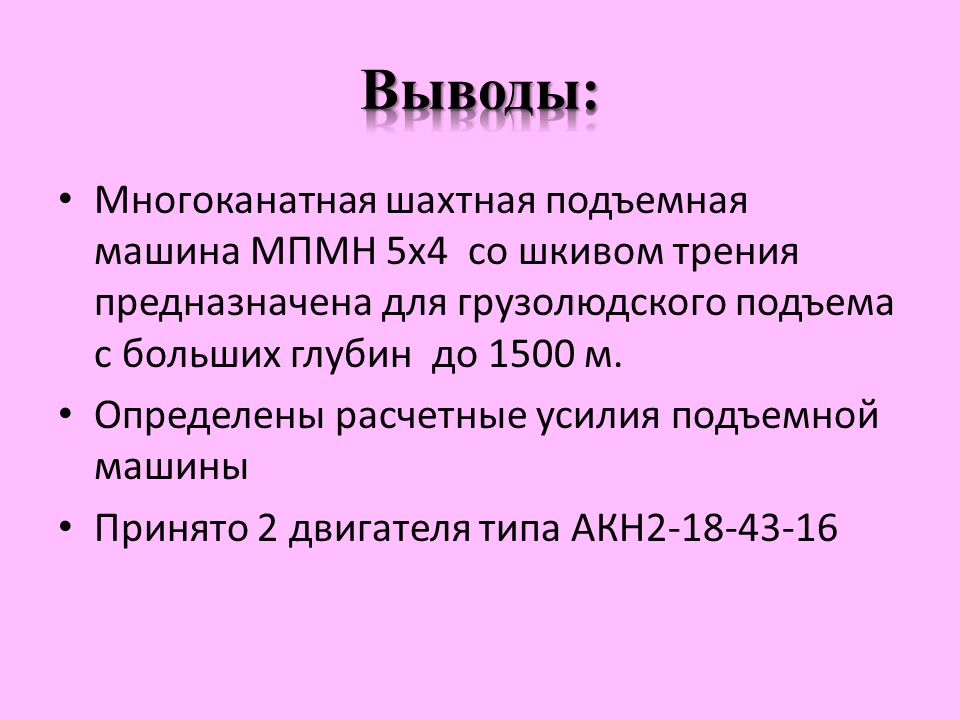 Выводы:
• Многоканатная шахтная подъемная
машина МПМН 5х4 со шкивом трения
предназначена для грузолюдского подъема
с больших глубин до 1500 м.
• Определены расчетные усилия подъемной
машины
• Принято 2 двигателя типа АКН2-18-43-16